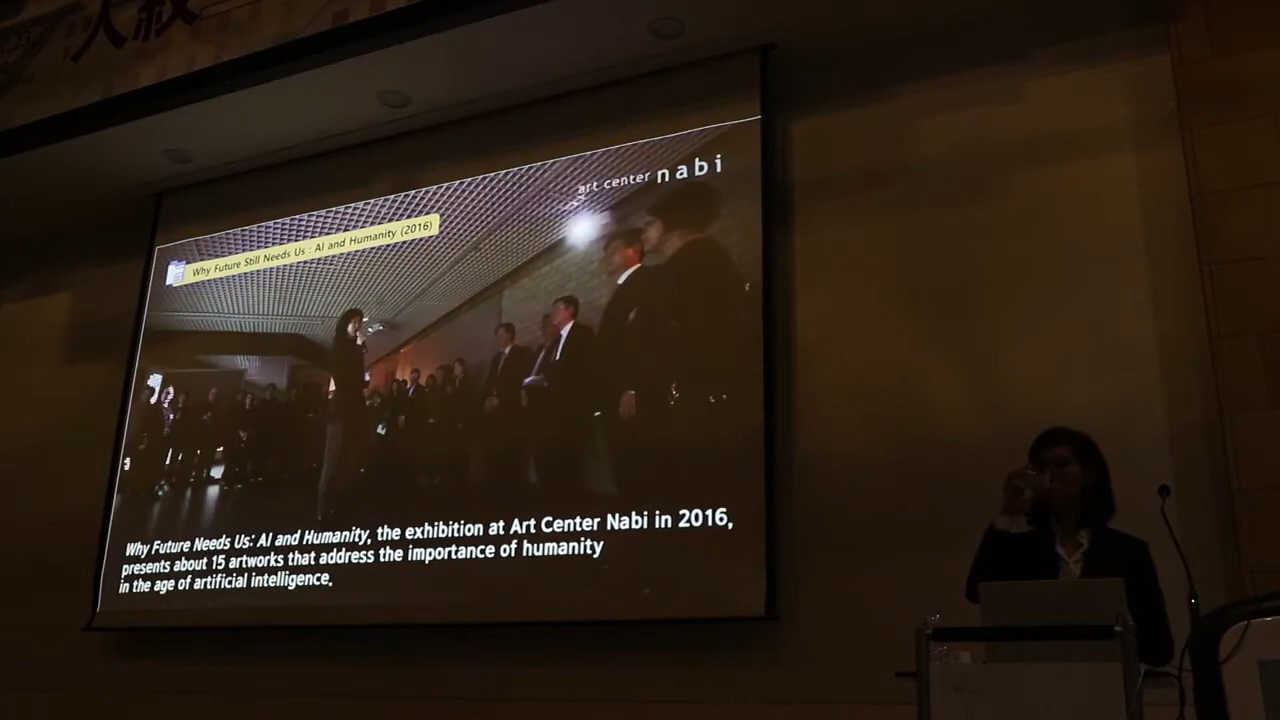 art center nabi
Why Future Still Needs Us : AI and Humanity (2016)
Why Future Needs Us: AI and Humanity, the exhibition at Art Center Nabi in 2016,
presents about 15 artworks that address the importance of humanity
in the age of artificial intelligence.